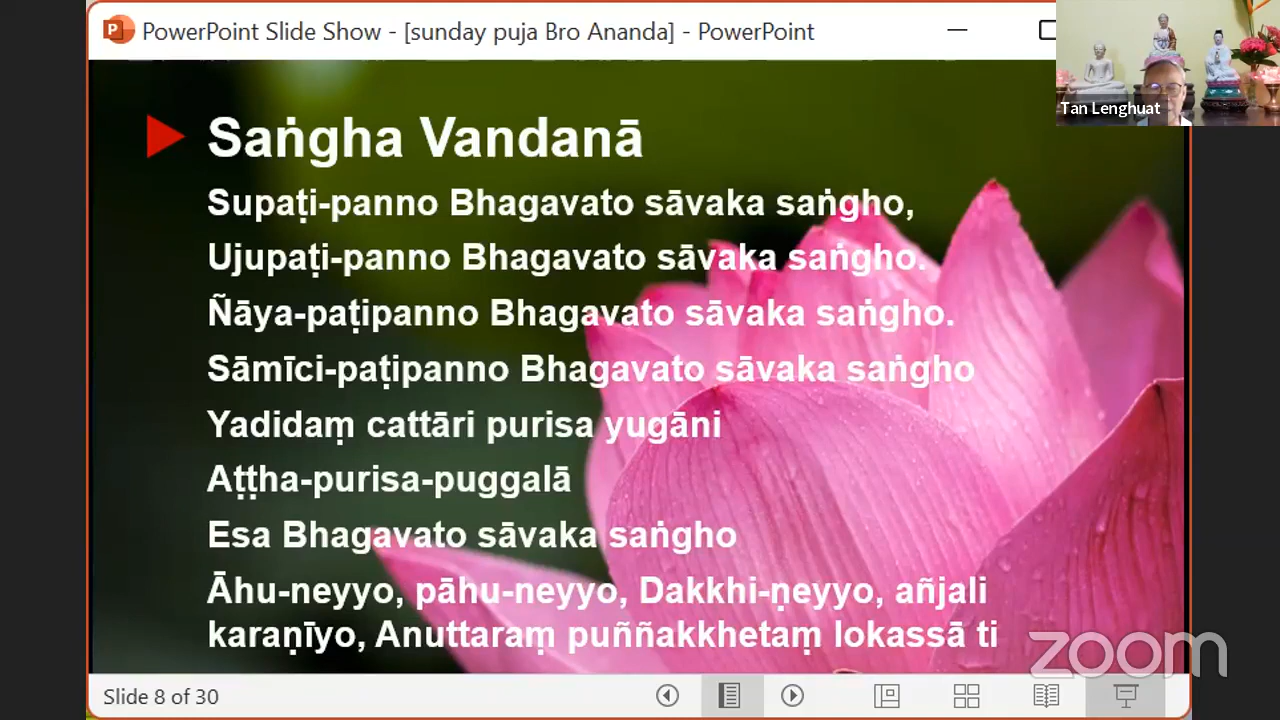 PowerPoint Slide Show - [sunday puja Bro Ananda] - PowerPoint
Tan Lenghuat
Saṅgha Vandanā
Supaṭi-panno Bhagavato sāvaka saṅgho,
Ujupaṭi-panno Bhagavato sāvaka saṅgho.
Ñāya-paṭipanno Bhagavato sāvaka saṅgho.
Sāmīci-paṭipanno Bhagavato sāvaka saṅgho
Yadidaṃ cattāri purisa yugāni
Aṭṭha-purisa-puggalā
Esa Bhagavato sāvaka saṅgho
Āhu-neyyo, pāhu-neyyo, Dakkhi-ṇeyyo, añjali
karaṇīyo, Anuttaraṃ puññakkhetaṃ lokassā ti
zoom
Slide 8 of 30